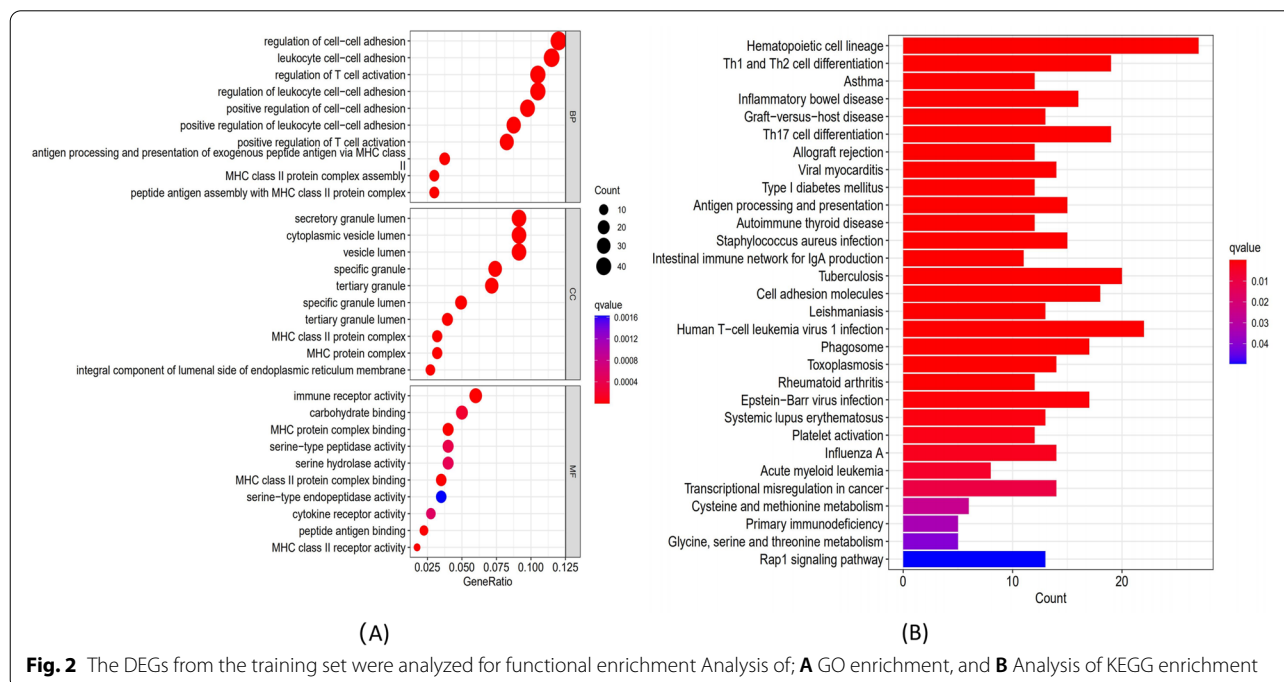 regulation of cell−cell adhesion
leukocyte cell−cell adhesion
regulation of T cell activation
regulation of leukocyte cell−cell adhesion
positive regulation of cell−cell adhesion
positive regulation of leukocyte cell−cell adhesion
positive regulation of T cell activation
antigen processing and presentation of exogenous peptide antigen via MHC class
II
MHC class II protein complex assembly
peptide antigen assembly with MHC class II protein complex
BP
secretory granule lumen
cytoplasmic vesicle lumen
vesicle lumen
specific granule
tertiary granule
specific granule lumen
tertiary granule lumen
MHC class II protein complex
MHC protein complex
integral component of lumenal side of endoplasmic reticulum membrane
CC
immune receptor activity
carbohydrate binding
MHC protein complex binding
serine−type peptidase activity
serine hydrolase activity
MHC class II protein complex binding
serine−type endopeptidase activity
cytokine receptor activity
peptide antigen binding
MHC class II receptor activity
MF
0.025 0.050 0.075 0.100 0.125
GeneRatio
Count
10
20
30
40
qvalue
0.0016
0.0012
0.0008
0.0004
(A)
Hematopoietic cell lineage
Th1 and Th2 cell differentiation
Asthma
Inflammatory bowel disease
Graft−versus−host disease
Th17 cell differentiation
Allograft rejection
Viral myocarditis
Type I diabetes mellitus
Antigen processing and presentation
Autoimmune thyroid disease
Staphylococcus aureus infection
Intestinal immune network for IgA production
Tuberculosis
Cell adhesion molecules
Leishmaniasis
Human T−cell leukemia virus 1 infection
Phagosome
Toxoplasmosis
Rheumatoid arthritis
Epstein−Barr virus infection
Systemic lupus erythematosus
Platelet activation
Influenza A
Acute myeloid leukemia
Transcriptional misregulation in cancer
Cysteine and methionine metabolism
Primary immunodeficiency
Glycine, serine and threonine metabolism
Rap1 signaling pathway
0 10 20
Count
qvalue
0.01
0.02
0.03
0.04
(B)
Fig. 2 The DEGs from the training set were analyzed for functional enrichment Analysis of; A GO enrichment, and B Analysis of KEGG enrichment